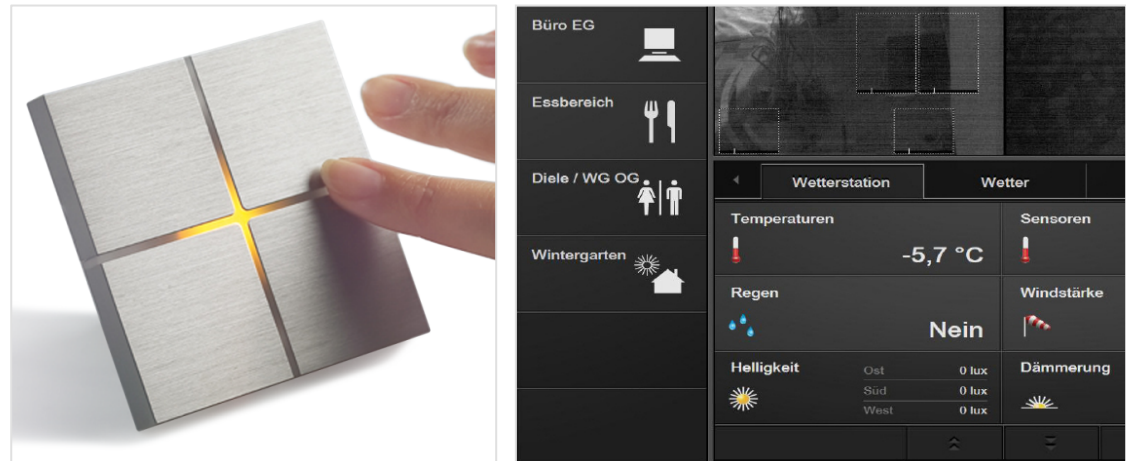 Büro EG
Essbereich
Diele / WG OG
Wintergarten
Wetterstation
Wetter
Temperaturen
-5,7 °C
Sensoren
Regen
Nein
Windstärke
Helligkeit
Ost 0 lux
Süd 0 lux
West 0 lux
Dämmerung